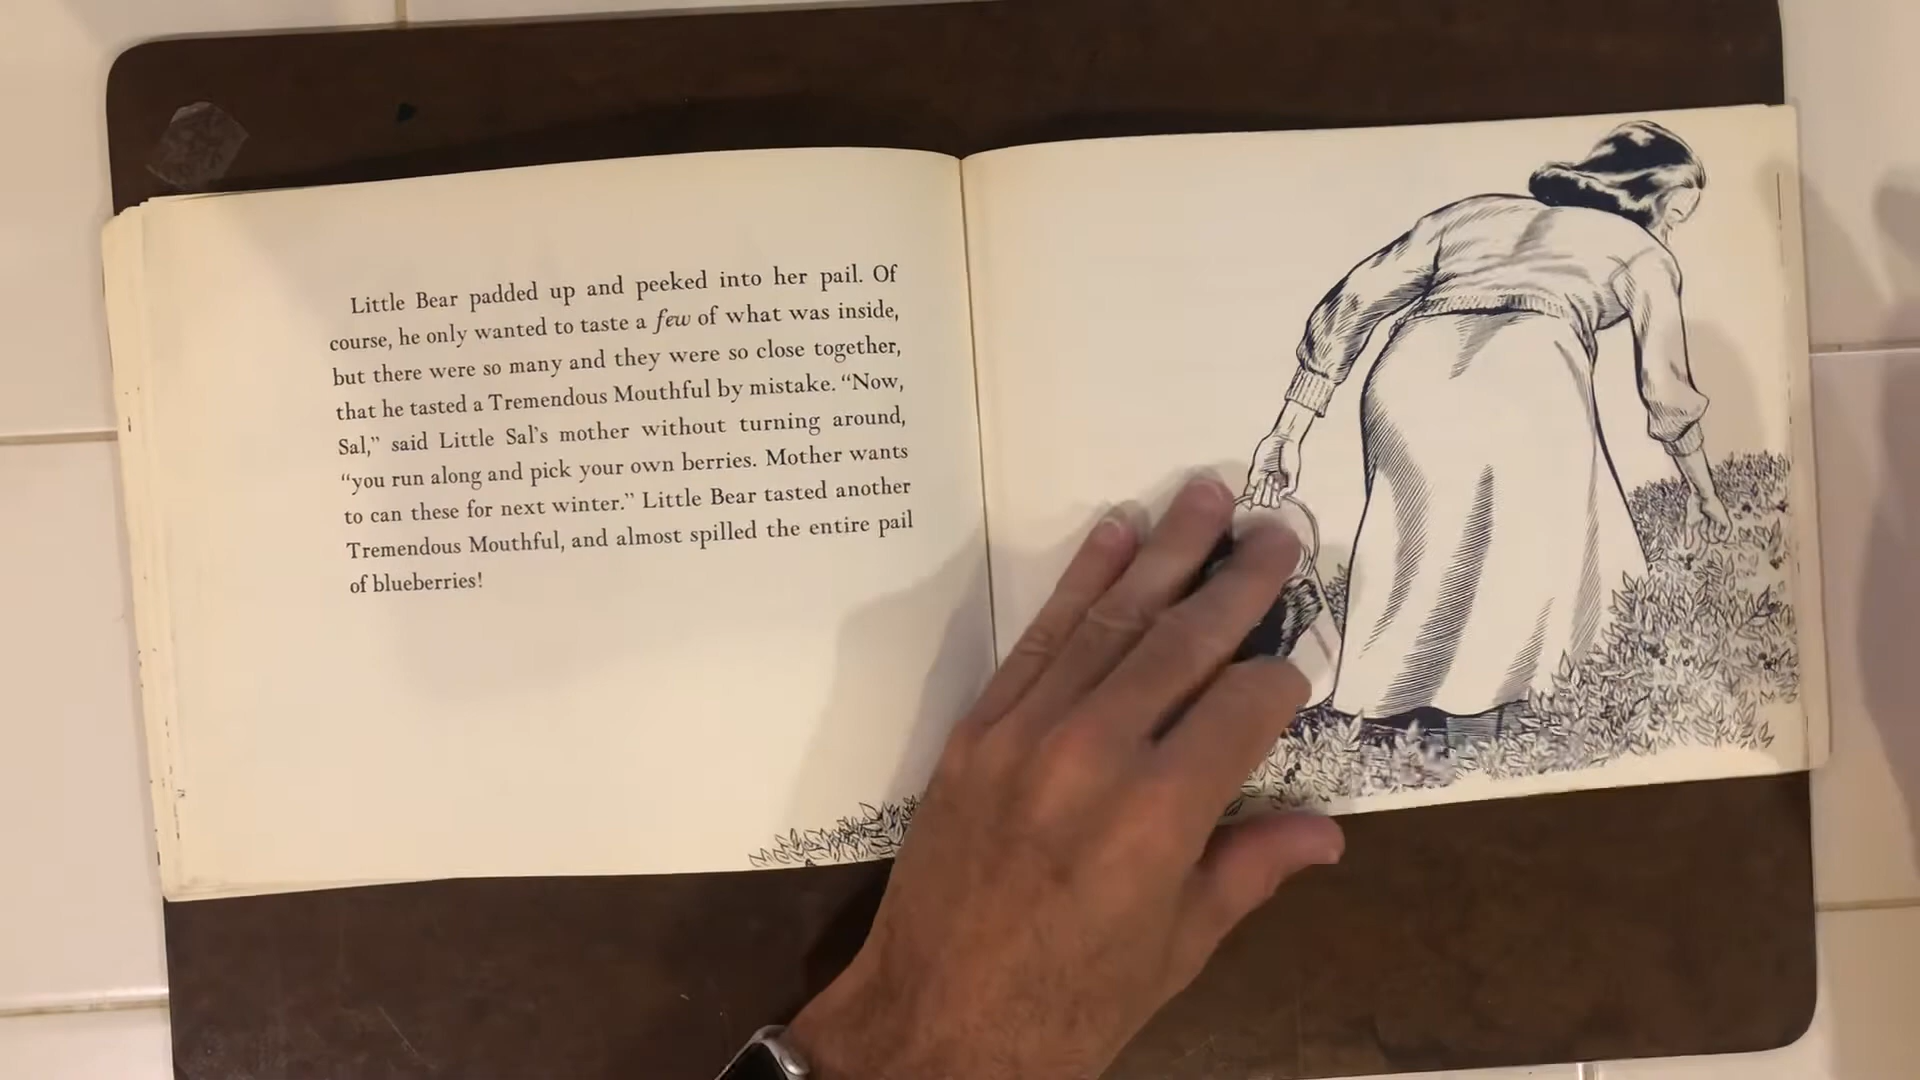 Little Bear padded up and peeked into her pail. Of
course, he only wanted to taste a few of what was inside,
but there were so many and they were so close together,
that he tasted a Tremendous Mouthful by mistake. “Now,
Sal,” said Little Sal’s mother without turning around,
“you run along and pick your own berries. Mother wants
to can these for next winter.” Little Bear tasted another
Tremendous Mouthful, and almost spilled the entire pail
of blueberries!